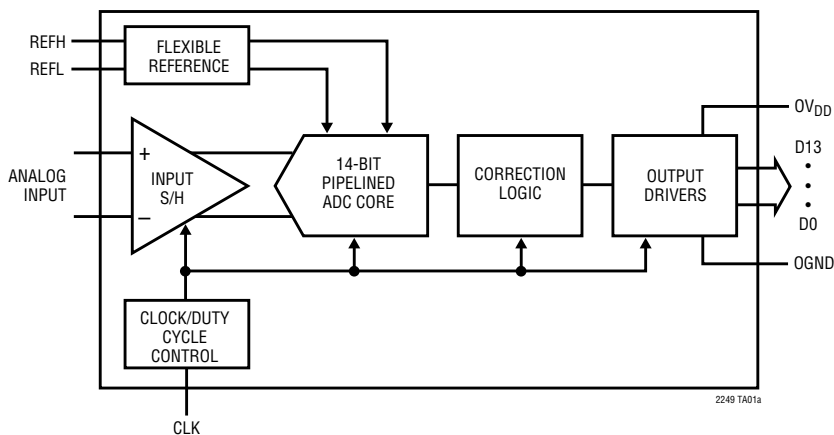 REFH
REFL
FLEXIBLE
REFERENCE
ANALOG
INPUT
+
−
INPUT
S/H
14-BIT
PIPELINED
ADC CORE
CORRECTION
LOGIC
OUTPUT
DRIVERS
OVDD
D13
•
•
•
D0
OGND
CLOCK/DUTY
CYCLE
CONTROL
CLK
2249 TA01a